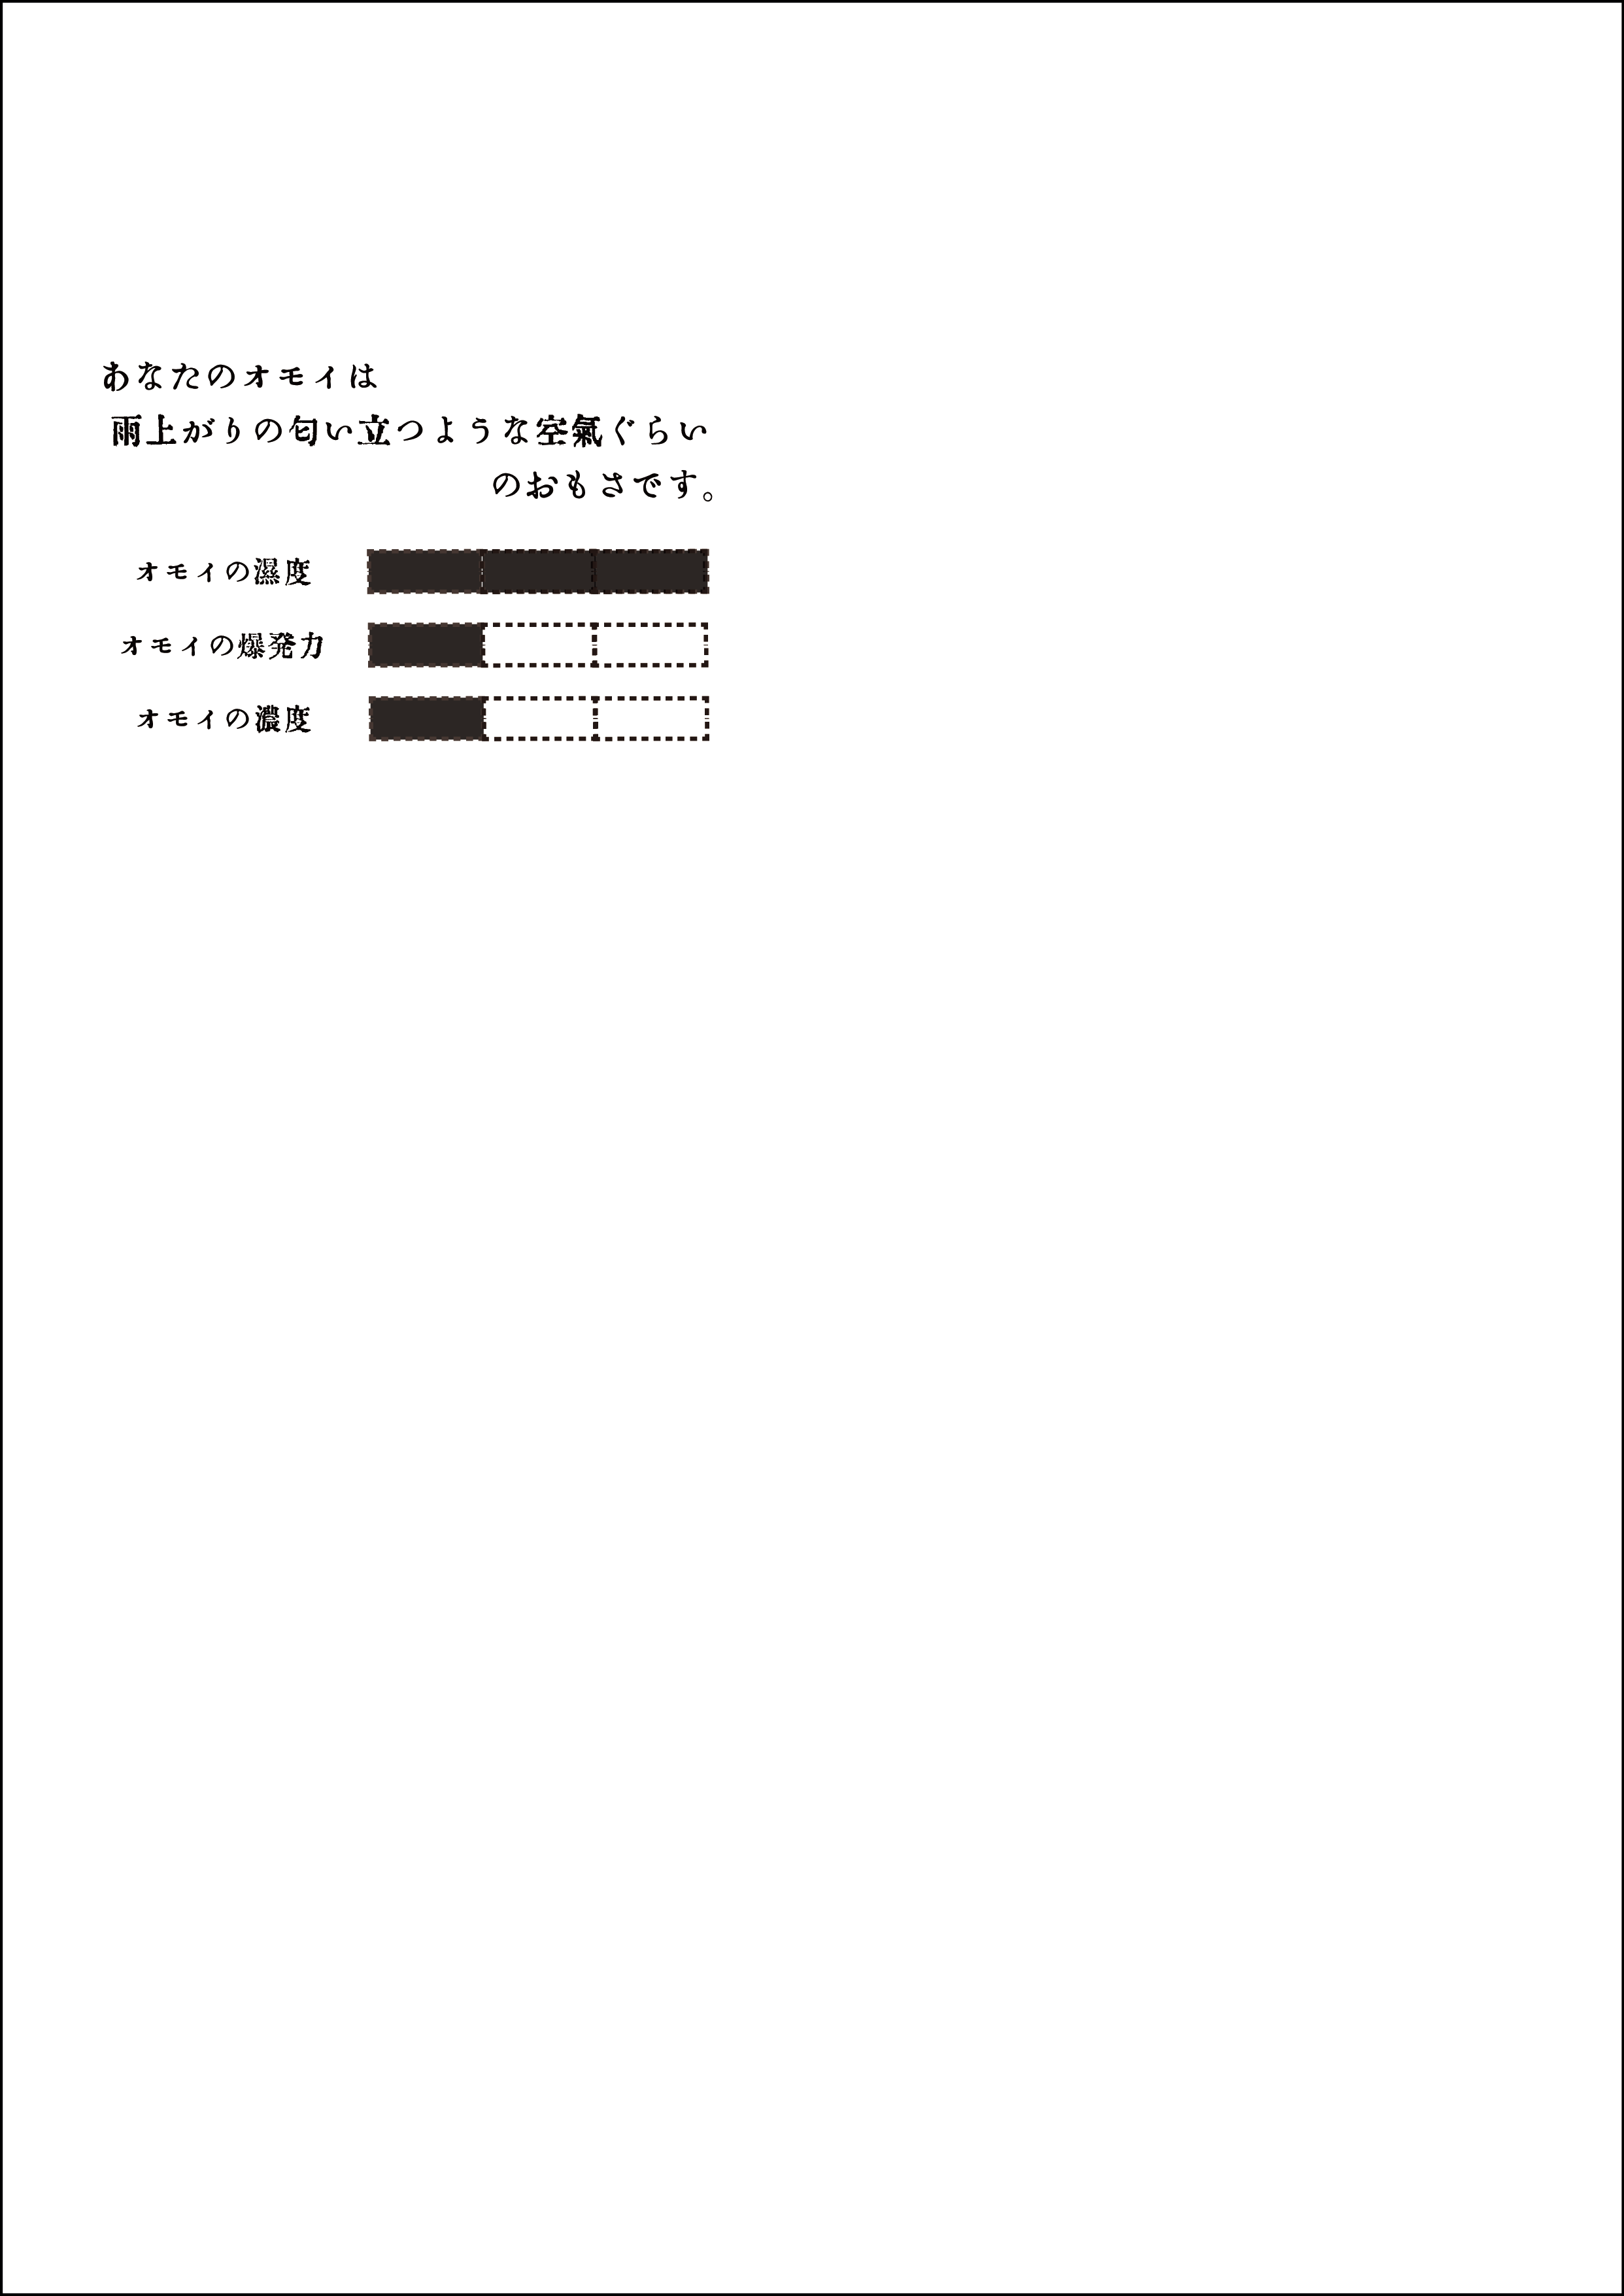 あなたのオモイは
雨上がりの匂い立つような空氣ぐらい
のおもさです。
オモイの濕度
オモイの爆発力
オモイの濃度